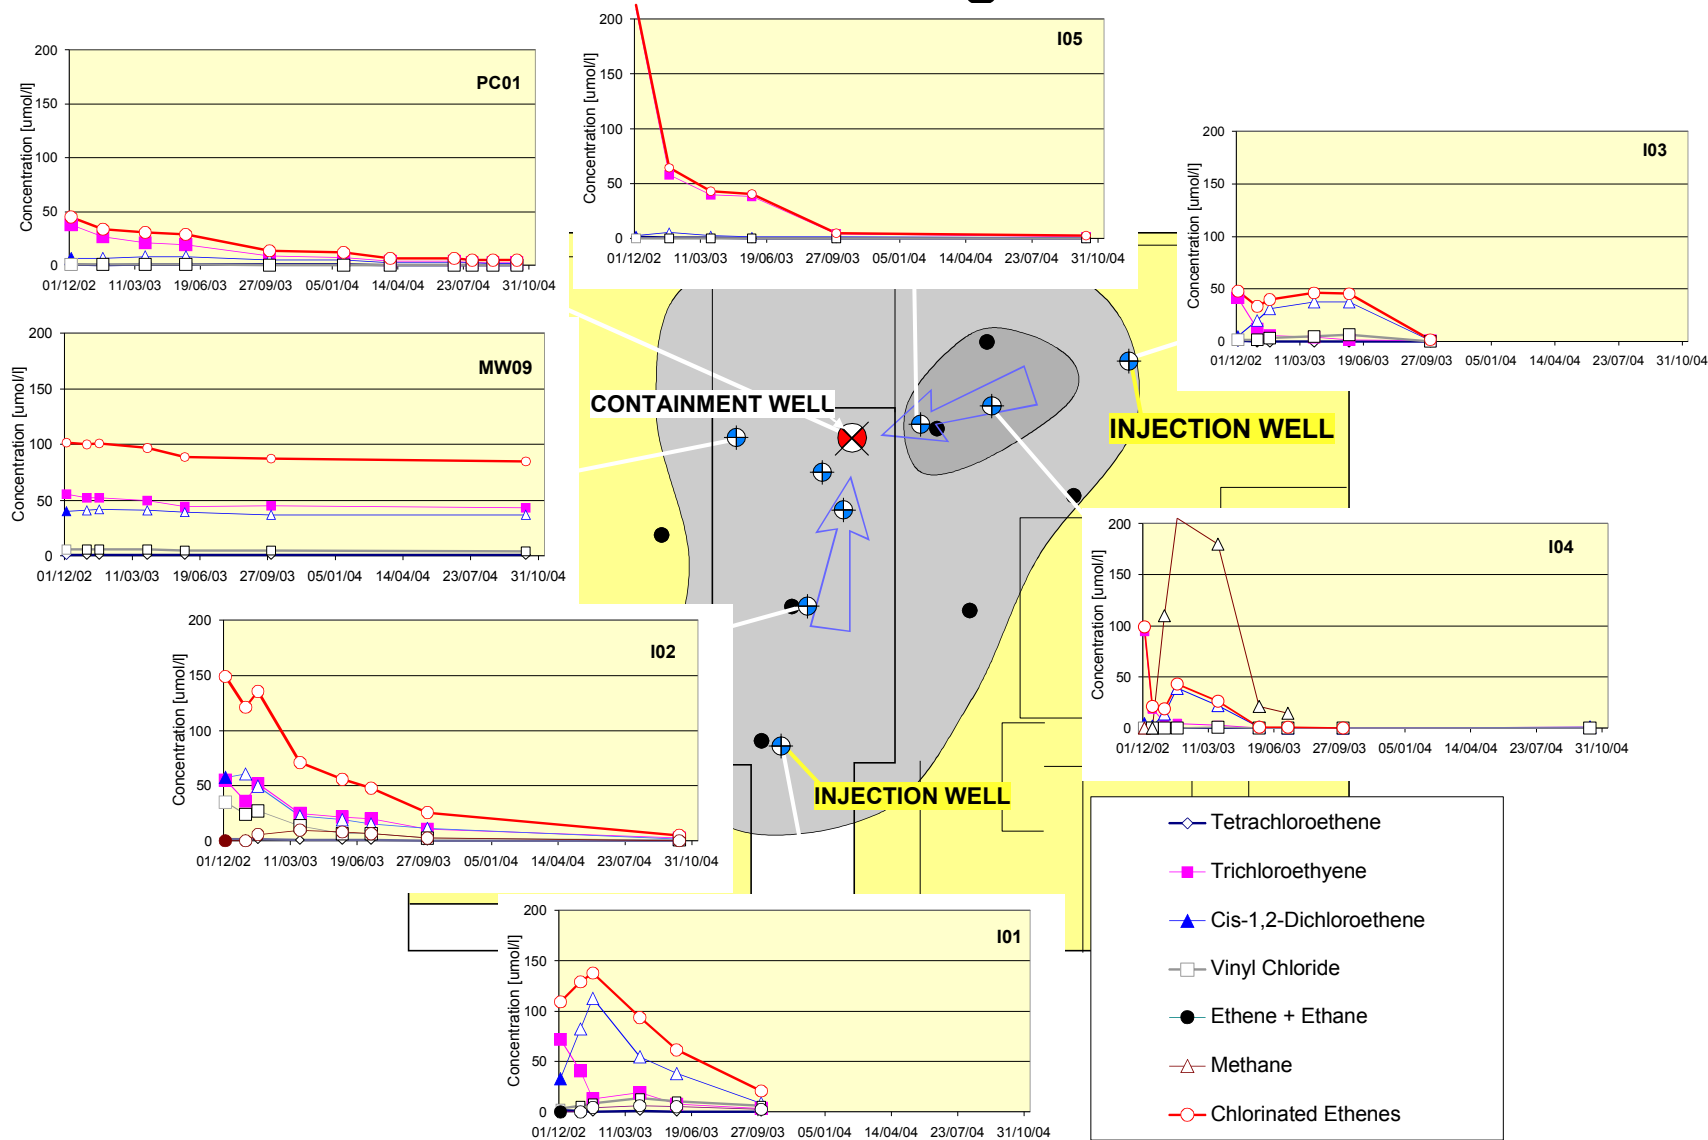 I05
Concentration [umol/l]
200
150
100
50
0
01/12/02 11/03/03 19/06/03 27/09/03 05/01/04 14/04/04 23/07/04 31/10/04
PC01
Concentration [umol/l]
200
150
100
50
0
01/12/02 11/03/03 19/06/03 27/09/03 05/01/04 14/04/04 23/07/04 31/10/04
I03
Concentration [umol/l]
200
150
100
50
0
01/12/02 11/03/03 19/06/03 27/09/03 05/01/04 14/04/04 23/07/04 31/10/04
MW09
Concentration [umol/l]
200
150
100
50
0
01/12/02 11/03/03 19/06/03 27/09/03 05/01/04 14/04/04 23/07/04 31/10/04
CONTAINMENT WELL
INJECTION WELL
I04
Concentration [umol/l]
200
150
100
50
0
01/12/02 11/03/03 19/06/03 27/09/03 05/01/04 14/04/04 23/07/04 31/10/04
I02
Concentration [umol/l]
200
150
100
50
0
01/12/02 11/03/03 19/06/03 27/09/03 05/01/04 14/04/04 23/07/04 31/10/04
INJECTION WELL
I01
Concentration [umol/l]
200
150
100
50
0
01/12/02 11/03/03 19/06/03 27/09/03 05/01/04 14/04/04 23/07/04 31/10/04
Tetrachloroethene
Trichloroethyene
Cis-1,2-Dichloroethene
Vinyl Chloride
Ethene + Ethane
Methane
Chlorinated Ethenes